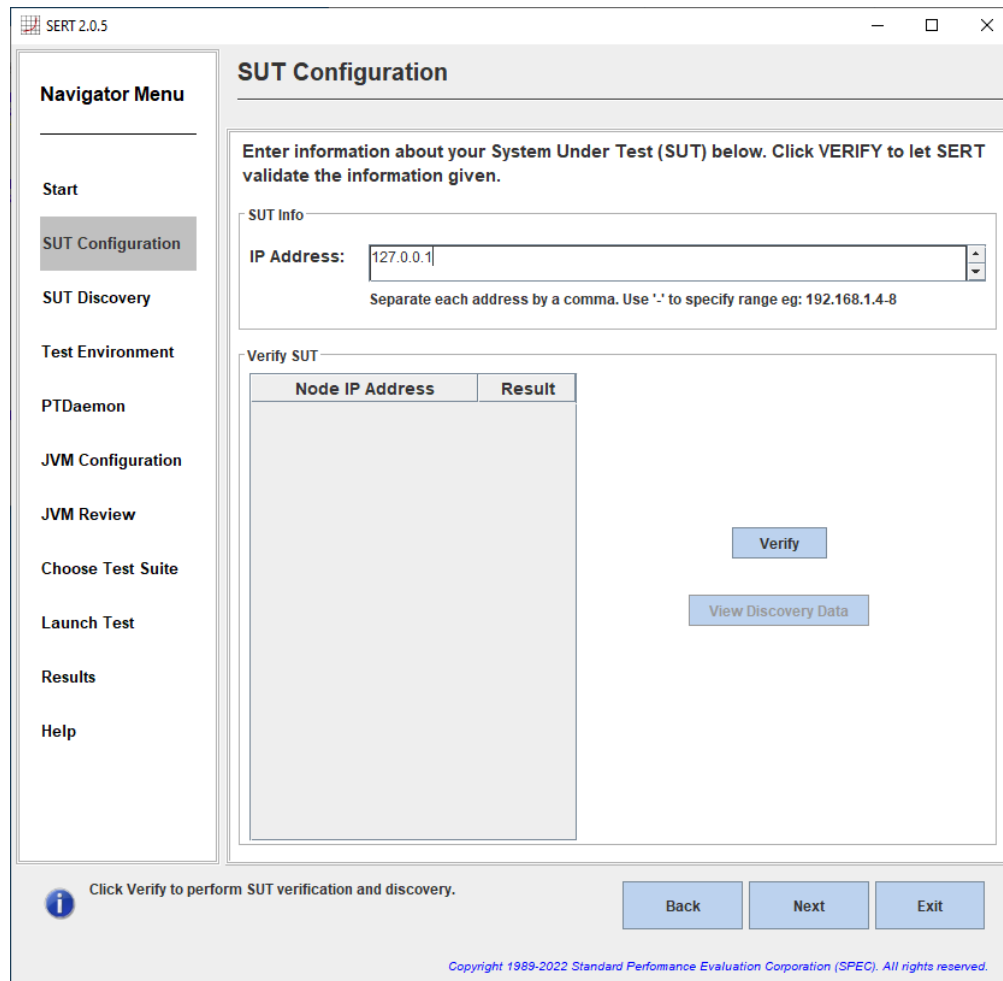 SERT 2.0.5
Navigator Menu
Start
SUT Configuration
SUT Discovery
Test Environment
PTDaemon
JVM Configuration
JVM Review
Choose Test Suite
Launch Test
Results
Help
SUT Configuration
Enter information about your System Under Test (SUT) below. Click VERIFY to let SERT
validate the information given.
SUT Info
IP Address:
127.0.0.1
Separate each address by a comma. Use '-' to specify range eg: 192.168.1.4-8
Verify SUT
Node IP Address
Result
Verify
View Discovery Data
Click Verify to perform SUT verification and discovery.
Back
Next
Exit
Copyright 1989-2022 Standard Perfomance Evaluation Corporation (SPEC). All rights reserved.